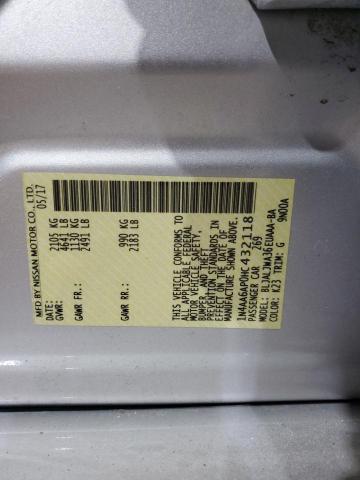 MFD BY NISSAN MOTOR CO., LTD.
05/17
GVWR: 2105 KG
4641 LB
GAWR FR.: 1130 KG
2491 LB
GAWR RR.: 990 KG
2183 LB
THIS VEHICLE CONFORMS TO
ALL APPLICABLE FEDERAL
MOTOR VEHICLE SAFETY,
BUMPER, AND THEFT
PREVENTION STANDARDS, IN
EFFECT ON THE DATE OF
MANUFACTURE SHOWN ABOVE.
1N4AA6AP0HC432118
PASSENGER CAR Z69
MODEL: BLJALJWA36EUAAA-BA
COLOR: K23 TRIM: G 9N00A